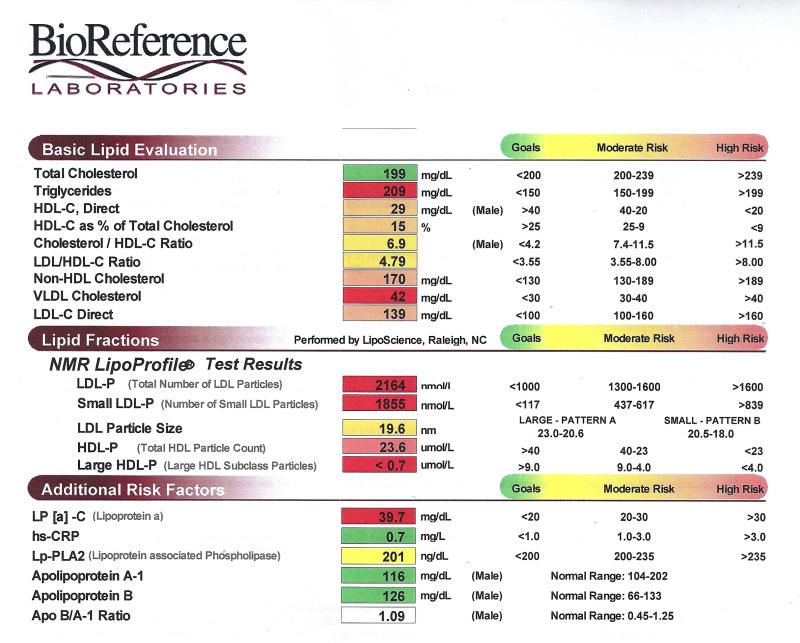 BioReference
LABORATORIES
Basic Lipid Evaluation Goals Moderate Risk High Risk
Total Cholesterol 199 mg/dL <200 200-239 >239
Triglycerides 209 mg/dL <150 150-199 >199
HDL-C, Direct 29 mg/dL (Male) >40 40-20 <20
HDL-C as % of Total Cholesterol 15 % >25 25-9 <9
Cholesterol / HDL-C Ratio 6.9 (Male) <4.2 7.4-11.5 >11.5
LDL/HDL-C Ratio 4.79 <3.55 3.55-8.00 >8.00
Non-HDL Cholesterol 170 mg/dL <130 130-189 >189
VLDL Cholesterol 42 mg/dL <30 30-40 >40
LDL-C Direct 139 mg/dL <100 100-160 >160
Lipid Fractions Performed by LipoScience, Raleigh, NC Goals Moderate Risk High Risk
NMR LipoProfile® Test Results
LDL-P (Total Number of LDL Particles) 2164 nmol/L <1000 1300-1600 >1600
Small LDL-P (Number of Small LDL Particles) 1855 nmol/L <117 437-617 >839
LARGE - PATTERN A SMALL - PATTERN B
LDL Particle Size 19.6 nm 23.0-20.6 20.5-18.0
HDL-P (Total HDL Particle Count) 23.6 umol/L >40 40-23 <23
Large HDL-P (Large HDL Subclass Particles) < 0.7 umol/L >9.0 9.0-4.0 <4.0
Additional Risk Factors Goals Moderate Risk High Risk
LP [a] -C (Lipoprotein a) 39.7 mg/dL <20 20-30 >30
hs-CRP 0.7 mg/L <1.0 1.0-3.0 >3.0
Lp-PLA2 (Lipoprotein associated Phospholipase) 201 ng/dL <200 200-235 >235
Apolipoprotein A-1 116 mg/dL (Male) Normal Range: 104-202
Apolipoprotein B 126 mg/dL (Male) Normal Range: 66-133
Apo B/A-1 Ratio 1.09 (Male) Normal Range: 0.45-1.25